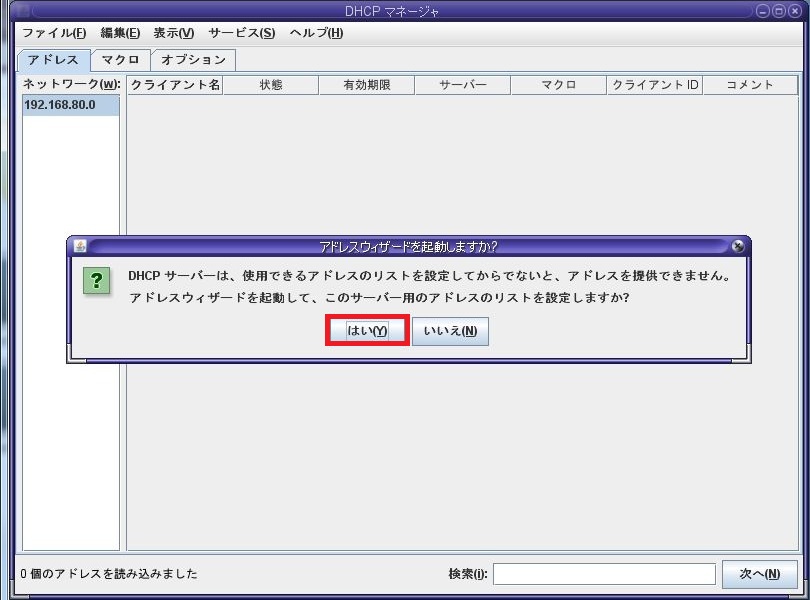 DHCP マネージャ
ファイル(F) 編集(E) 表示(V) サービス(S) ヘルプ(H)
アドレス マクロ オプション
ネットワーク(W): クライアント名 状態 有効期限 サーバー マクロ クライアント ID コメント
192.168.80.0
アドレスウィザードを起動しますか?
DHCP サーバーは、使用できるアドレスのリストを設定してからでないと、アドレスを提供できません。
アドレスウィザードを起動して、このサーバー用のアドレスのリストを設定しますか?
はい(Y) いいえ(N)
0 個のアドレスを読み込みました 検索(i): 次へ(N)